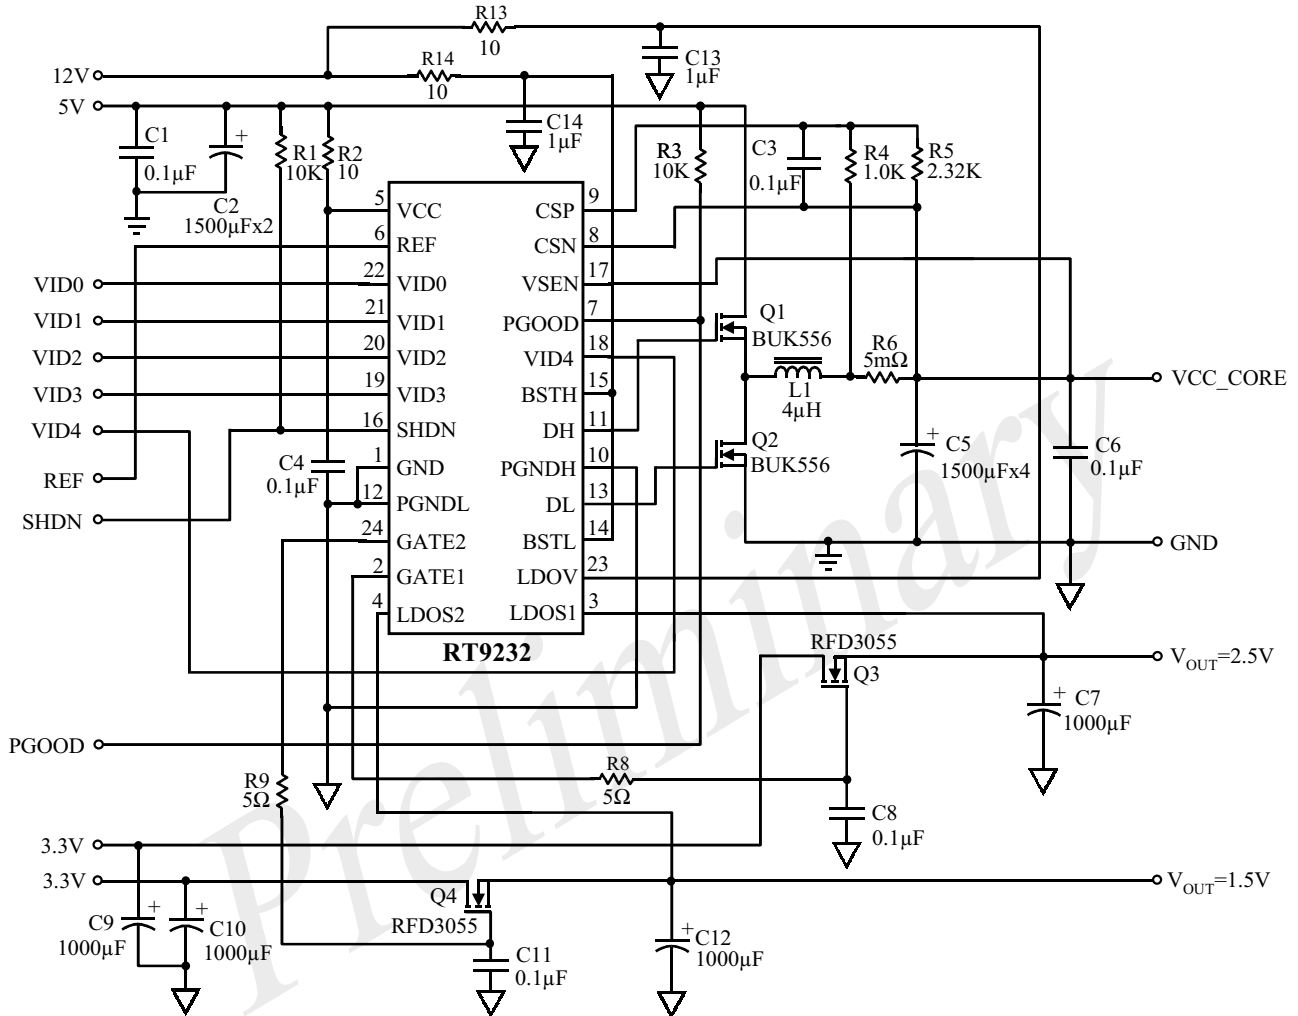 R13
10
C13
1µF
12V
R14
10
5V
C14
1µF
C1
0.1µF
+
C2
1500µFx2
R1
10K
R2
10
R3
10K
C3
0.1µF
R4
1.0K
R5
2.32K
5 VCC
6 REF
22 VID0
21 VID1
20 VID2
19 VID3
16 SHDN
1 GND
12 PGNDL
24 GATE2
2 GATE1
4 LDOS2
CSP 9
CSN 8
VSEN 17
PGOOD 7
VID4 18
BSTH 15
DH 11
PGNDH 10
DL 13
BSTL 14
LDOV 23
LDOS1 3
RT9232
VID0
VID1
VID2
VID3
VID4
REF
SHDN
C4
0.1µF
Q1
BUK556
L1
4µH
R6
5mΩ
VCC_CORE
Q2
BUK556
+
C5
1500µFx4
C6
0.1µF
GND
RFD3055
Q3
VOUT=2.5V
+
C7
1000µF
PGOOD
R9
5Ω
R8
5Ω
C8
0.1µF
3.3V
3.3V
Q4
RFD3055
VOUT=1.5V
+
C9
1000µF
+
C10
1000µF
C11
0.1µF
+
C12
1000µF
Preliminary